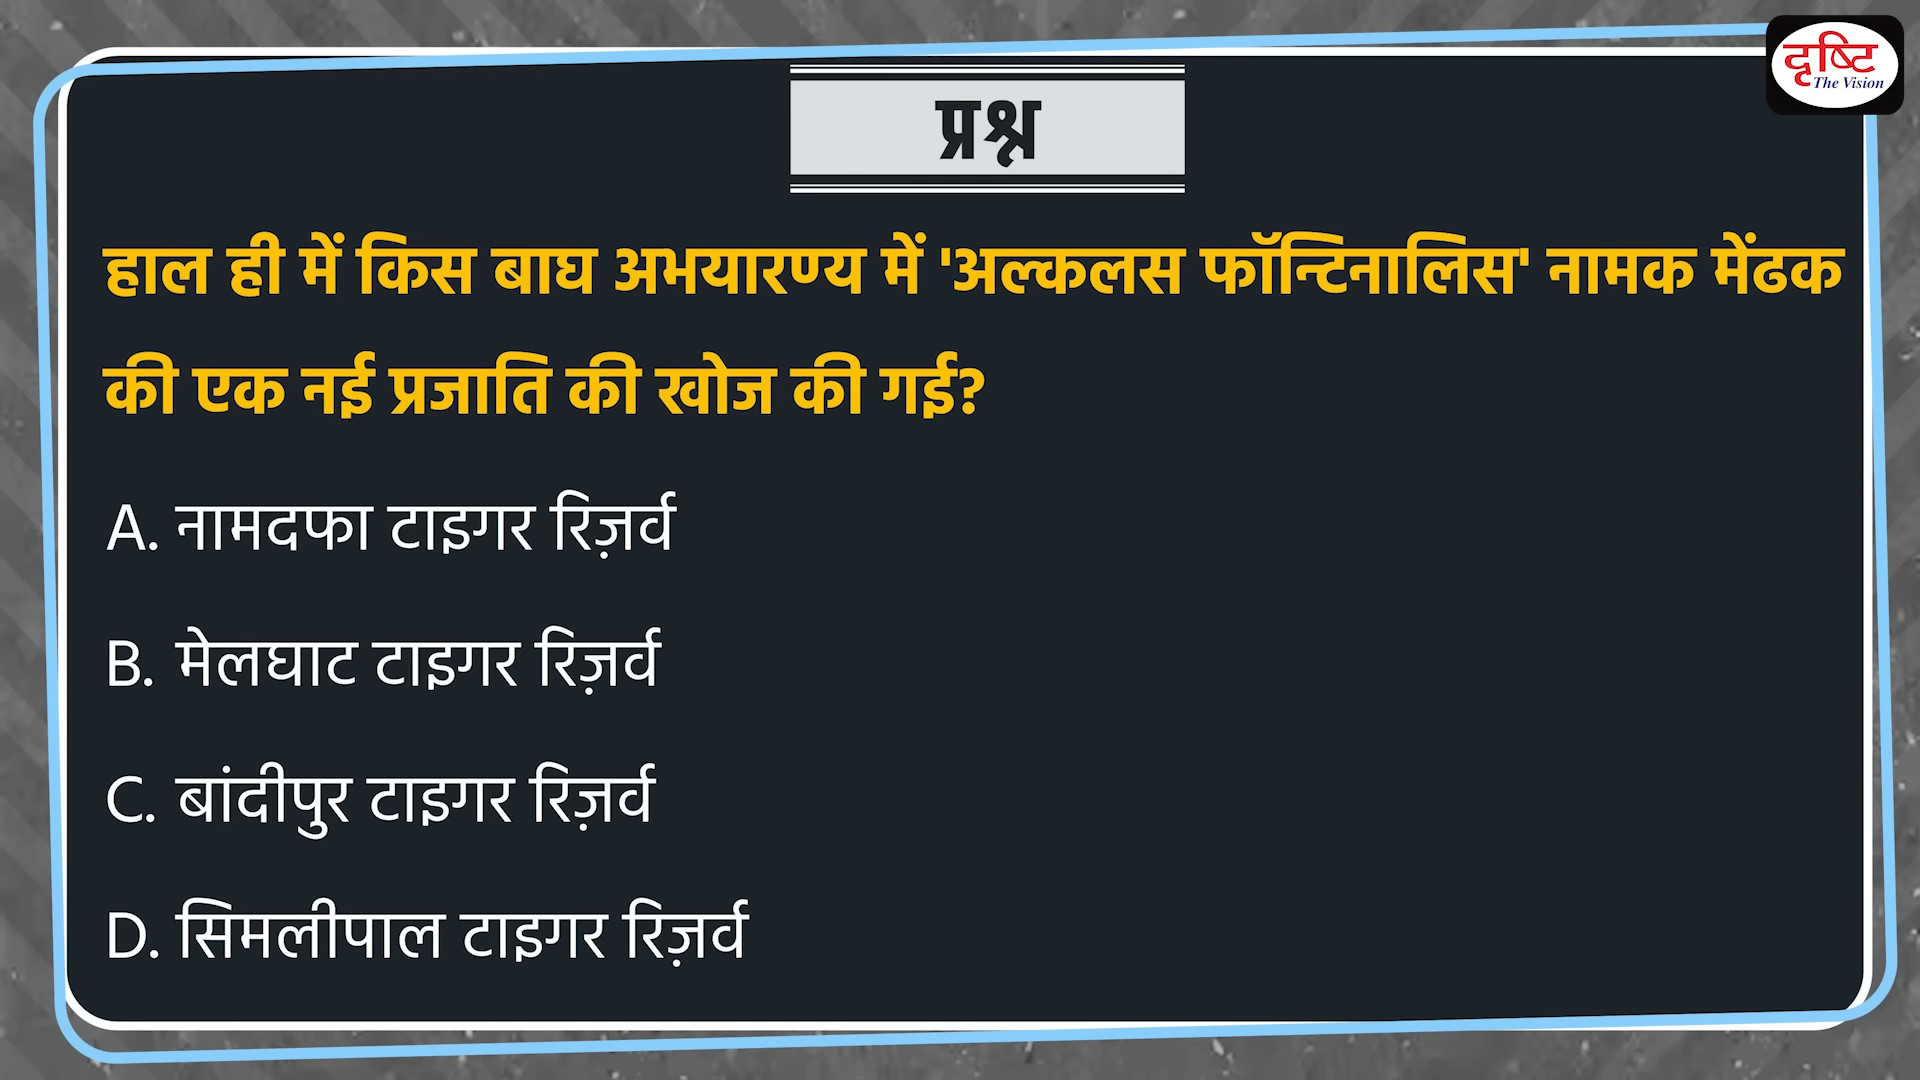 दृष्टि
The Vision
प्रश्न
हाल ही में किस बाघ अभयारण्य में 'अल्कलस फॉन्टिनालिस' नामक मेंढक
की एक नई प्रजाति की खोज की गई?
A. नामदफा टाइगर रिज़र्व
B. मेलघाट टाइगर रिज़र्व
C. बांदीपुर टाइगर रिज़र्व
D. सिमलीपाल टाइगर रिज़र्व